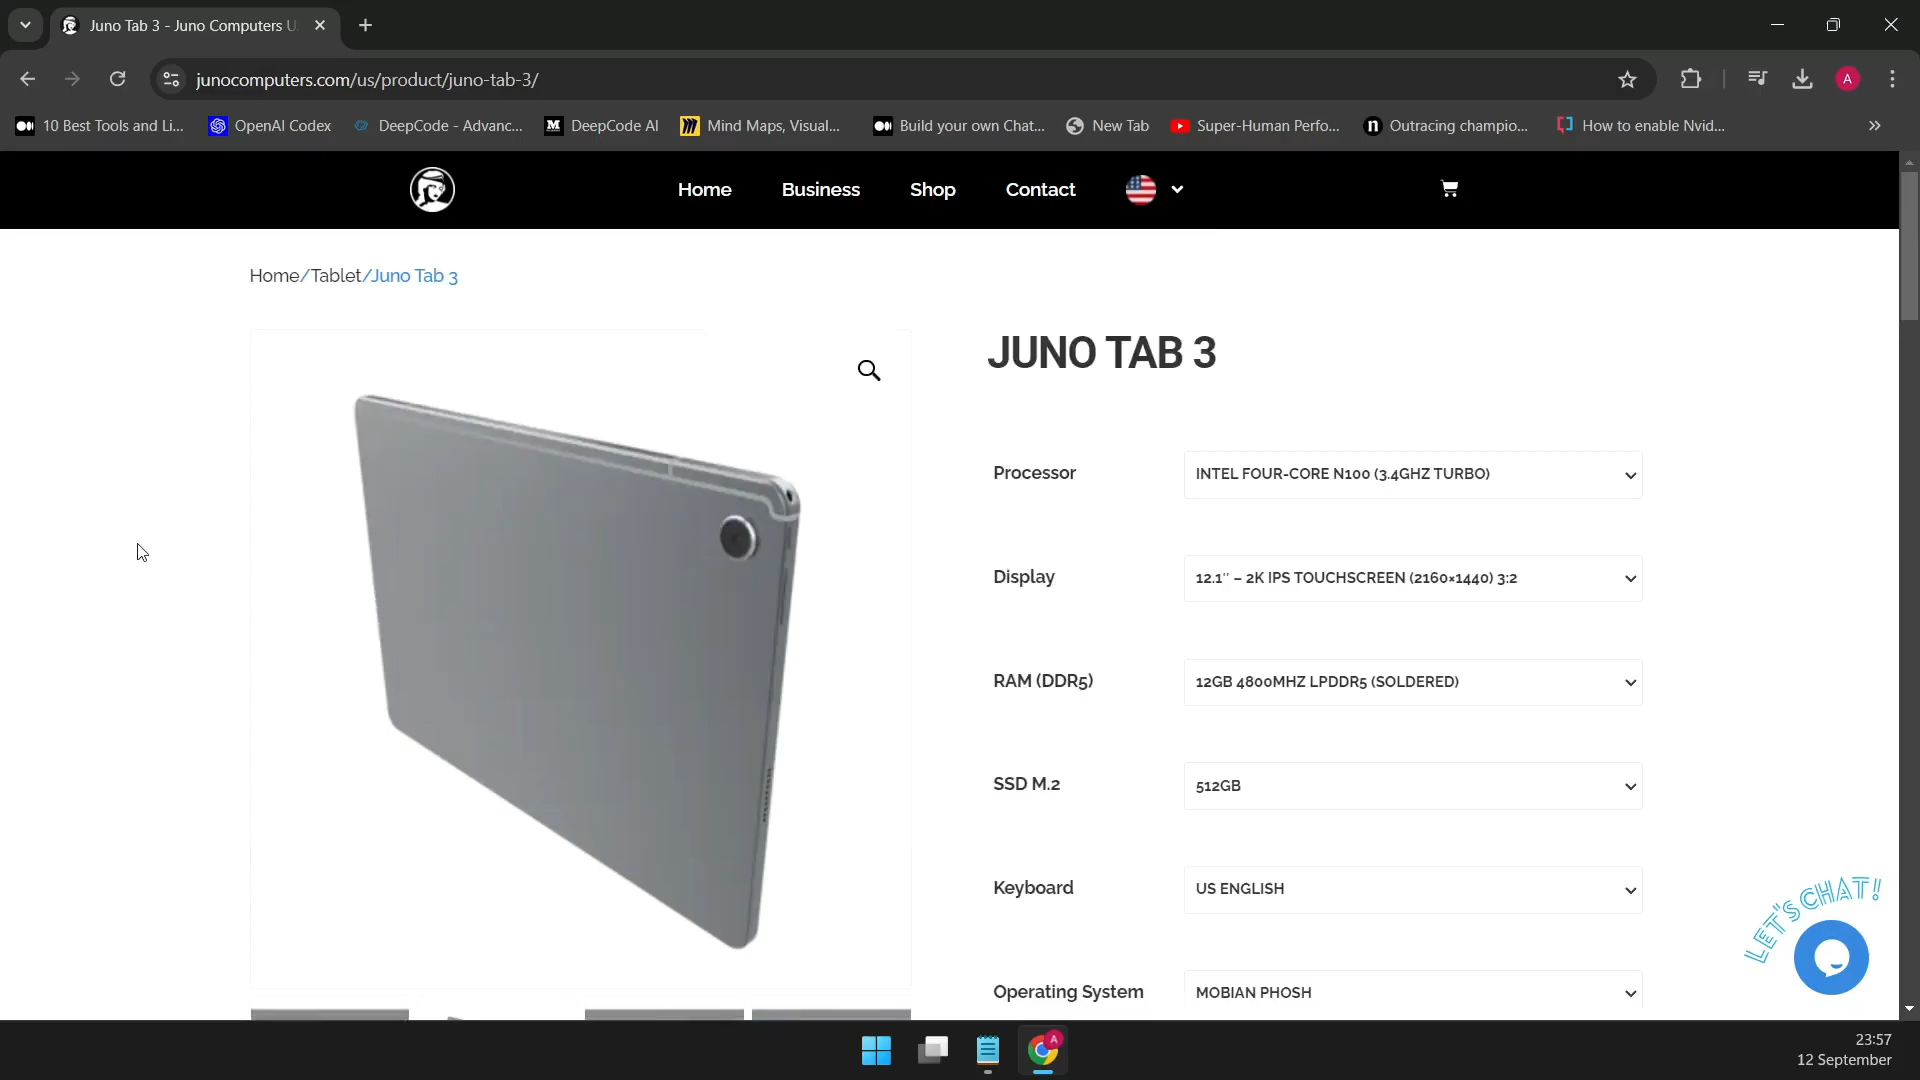 Juno Tab 3 - Juno Computers U
junocomputers.com/us/product/juno-tab-3/
A
10 Best Tools and Li...
OpenAI Codex
DeepCode - Advanc...
DeepCode AI
Mind Maps, Visual...
Build your own Chat...
New Tab
Super-Human Perfo...
Outracing champio...
How to enable Nvid...
Home
Business
Shop
Contact
Home/Tablet/Juno Tab 3
JUNO TAB 3
Processor
INTEL FOUR-CORE N100 (3.4GHZ TURBO)
Display
12.1″ – 2K IPS TOUCHSCREEN (2160×1440) 3:2
RAM (DDR5)
12GB 4800MHZ LPDDR5 (SOLDERED)
SSD M.2
512GB
Keyboard
US ENGLISH
LET'S CHAT!
Operating System
MOBIAN PHOSH
A
23:57
12 September